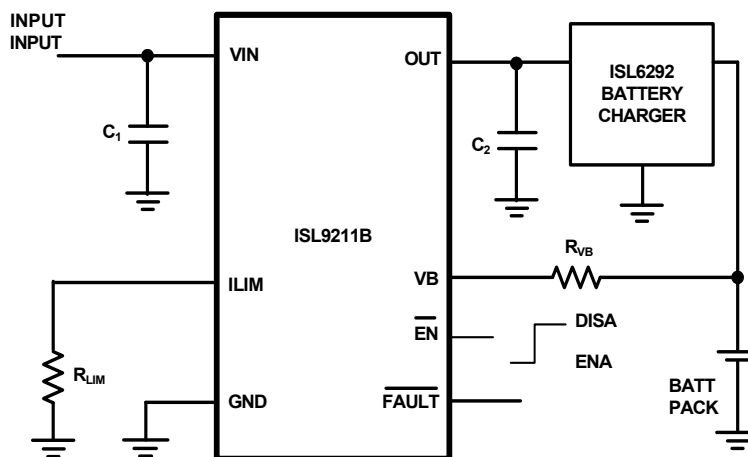 INPUT
INPUT
VIN
OUT
ISL6292
BATTERY
CHARGER
C1
C2
ISL9211B
RVB
ILIM
VB
EN
DISA
ENA
RLIM
GND
FAULT
BATT
PACK